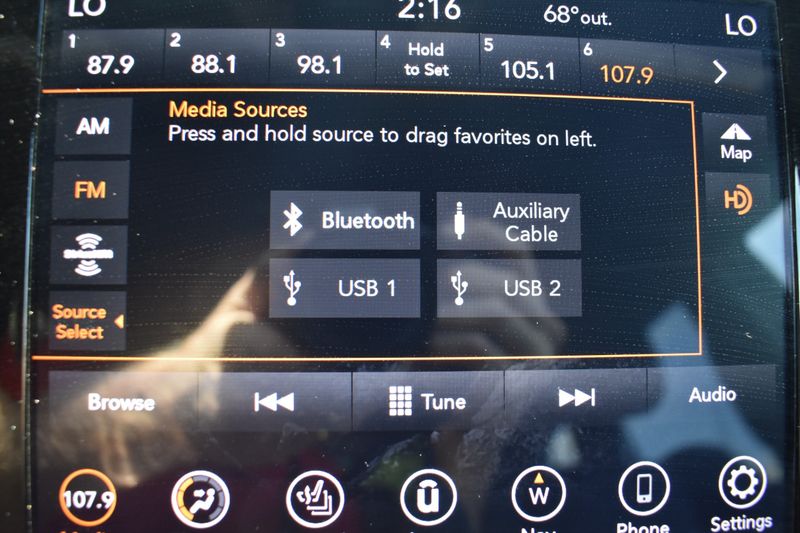 LO 2:16 68°out. LO
1 87.9 2 88.1 3 98.1 4 Hold to Set 5 105.1 6 107.9
Media Sources
Press and hold source to drag favorites on left.
AM
FM
Source
Select
Bluetooth
Auxiliary
Cable
USB 1
USB 2
Map
HD
Browse Tune Audio
107.9 W
Phone Settings